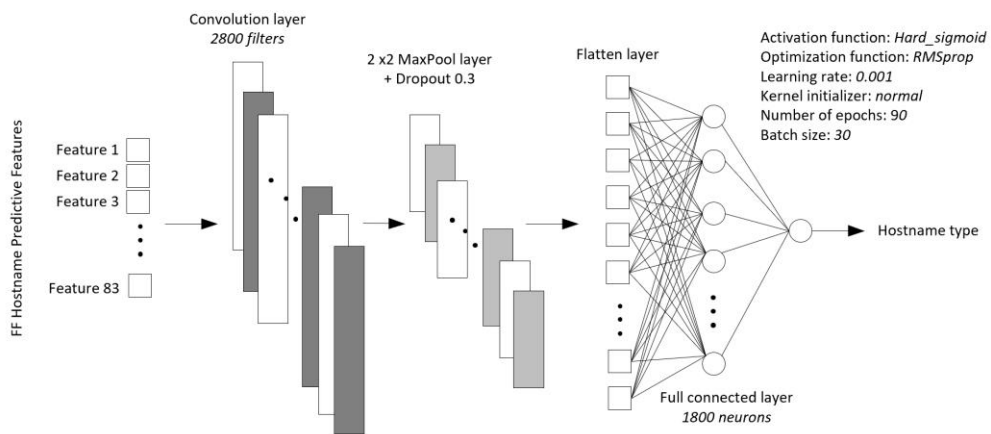 FF Hostname Predictive Features
Feature 1
Feature 2
Feature 3
Feature 83
Convolution layer
2800 filters
2 x2 MaxPool layer
+ Dropout 0.3
Flatten layer
Full connected layer
1800 neurons
Activation function: Hard_sigmoid
Optimization function: RMSprop
Learning rate: 0.001
Kernel initializer: normal
Number of epochs: 90
Batch size: 30
Hostname type